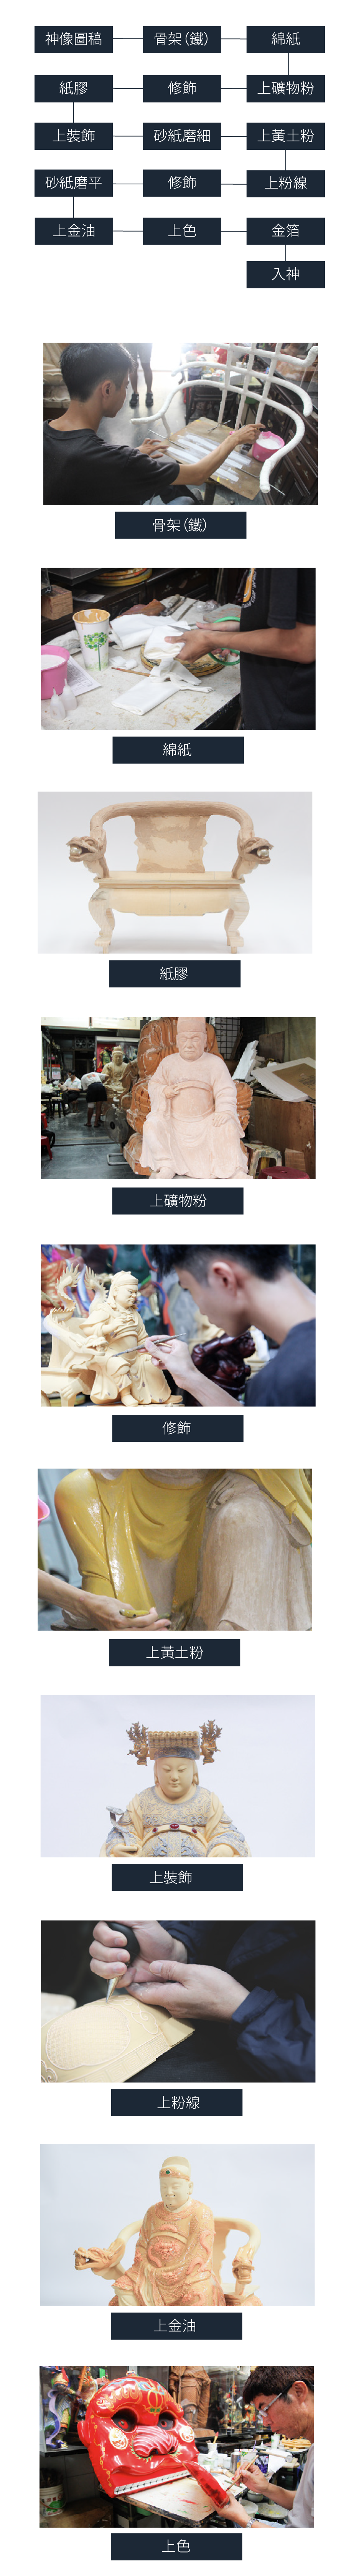 神像圖稿
骨架(鐵)
綿紙
紙膠
修飾
上礦物粉
上裝飾
砂紙磨細
上黃土粉
砂紙磨平
修飾
上粉線
上金油
上色
金箔
入神
骨架(鐵)
綿紙
紙膠
上礦物粉
修飾
上黃土粉
上裝飾
上粉線
上金油
上色